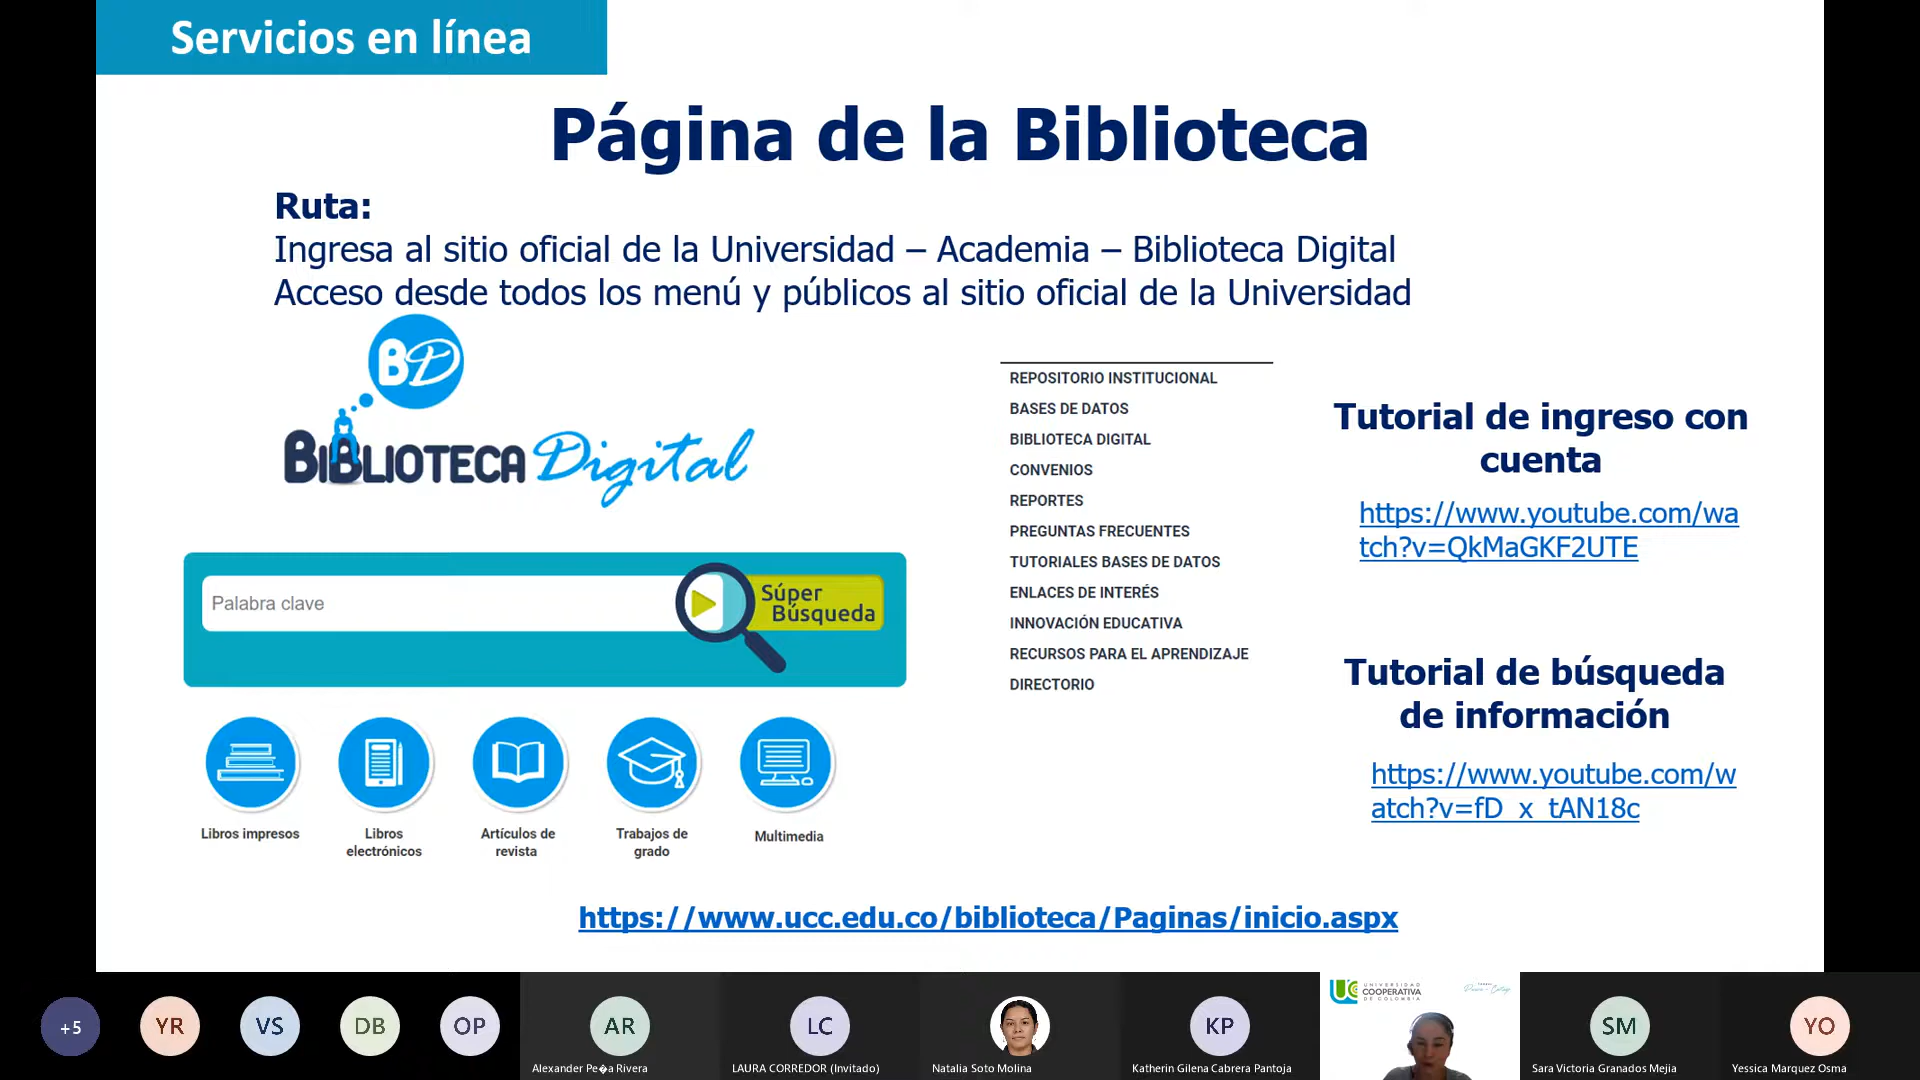 Servicios en línea
Página de la Biblioteca
Ruta:
Ingresa al sitio oficial de la Universidad – Academia – Biblioteca Digital
Acceso desde todos los menú y públicos al sitio oficial de la Universidad
BD
BIBLIOTECA Digital
Palabra clave
Súper
Búsqueda
Libros impresos
Libros
electrónicos
Artículos de
revista
Trabajos de
grado
Multimedia
REPOSITORIO INSTITUCIONAL
BASES DE DATOS
BIBLIOTECA DIGITAL
CONVENIOS
REPORTES
PREGUNTAS FRECUENTES
TUTORIALES BASES DE DATOS
ENLACES DE INTERÉS
INNOVACIÓN EDUCATIVA
RECURSOS PARA EL APRENDIZAJE
DIRECTORIO
Tutorial de ingreso con
cuenta
https://www.youtube.com/wa
tch?v=QkMaGKF2UTE
Tutorial de búsqueda
de información
https://www.youtube.com/w
atch?v=fD_x_tAN18c
https://www.ucc.edu.co/biblioteca/Paginas/inicio.aspx
+5
YR
VS
DB
OP
AR
Alexander Pe�a Rivera
LC
LAURA CORREDOR (Invitado)
Natalia Soto Molina
KP
Katherin Gilena Cabrera Pantoja
UC
UNIVERSIDAD
COOPERATIVA
DE COLOMBIA
SM
Sara Victoria Granados Mejia
YO
Yessica Marquez Osma